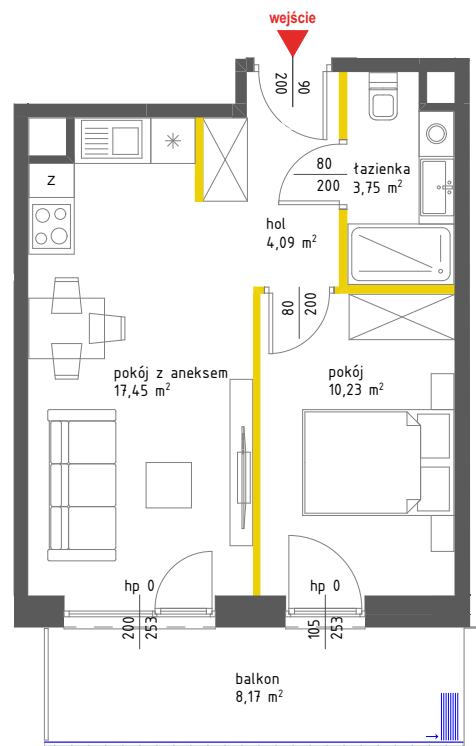 wejście
90
200
80
200
łazienka
3,75 m²
z
hol
4,09 m²
80
200
pokój z aneksem
17,45 m²
pokój
10,23 m²
hp 0
200
253
hp 0
105
253
balkon
8,17 m²